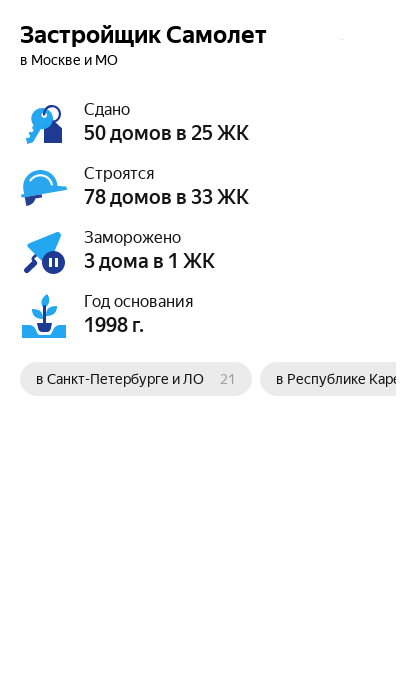 Застройщик Самолет
в Москве и МО
Сдано
50 домов в 25 ЖК
Строятся
78 домов в 33 ЖК
Заморожено
3 дома в 1 ЖК
Год основания
1998 г.
в Санкт-Петербурге и ЛО 21
в Республике